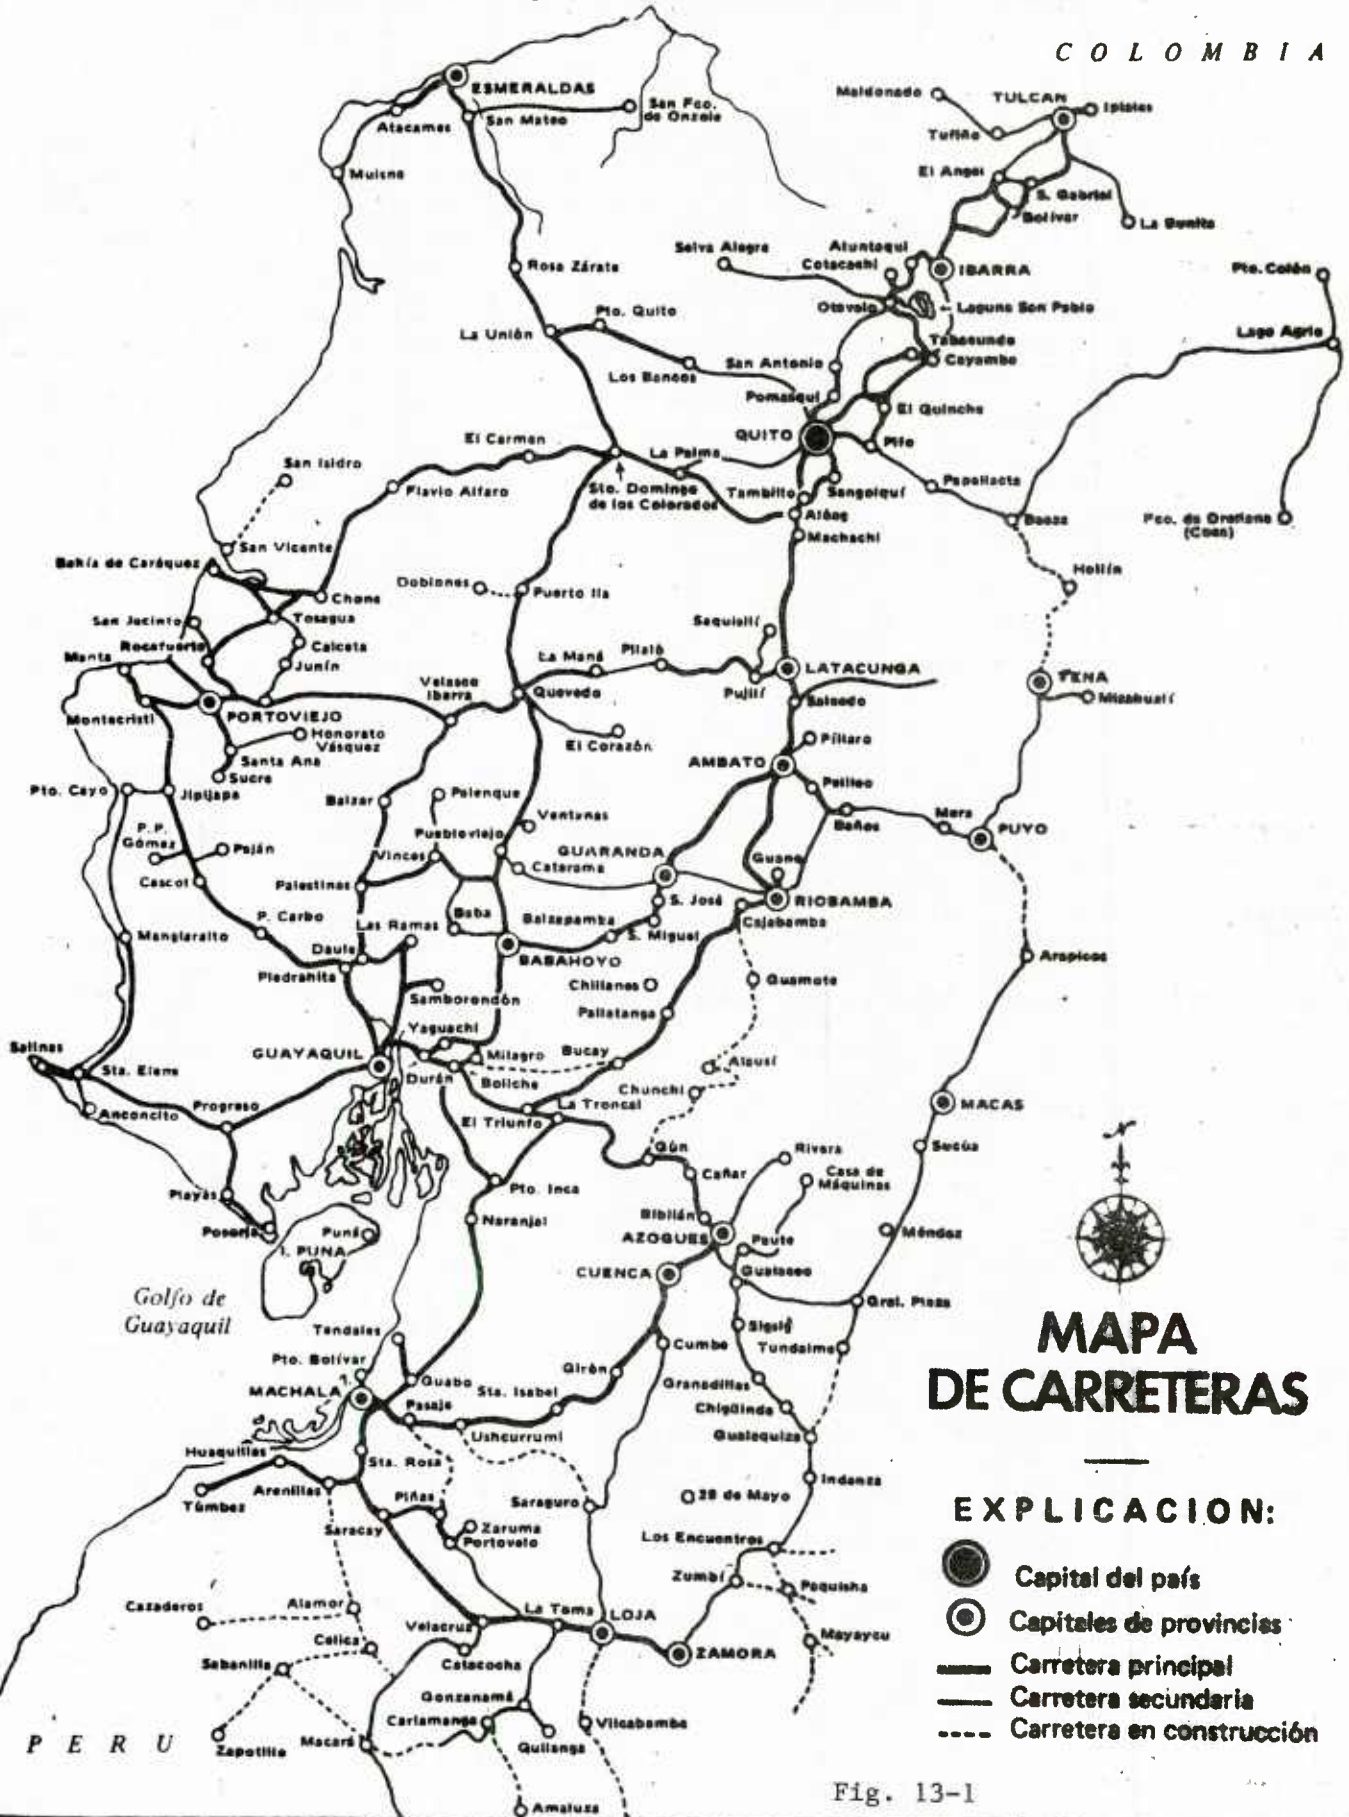 COLOMBIA
ESMERALDAS
San Mateo
San Fco.
de Onzole
Atacames
Muisne
Maldonado
TULCAN
Ipiales
Tufiño
El Angel
S. Gabriel
Bolívar
La Bonita
Rosa Zárate
Selva Alegre
Atuntaqui
Cotacachi
IBARRA
Pto. Colón
Otavalo
Laguna San Pablo
Pto. Quito
La Unión
Lago Agrio
Tabacundo
Cayambe
San Antonio
Los Bancos
Pomasqui
El Quinche
QUITO
Pifo
El Carmen
La Palma
San Isidro
Flavio Alfaro
Sto. Domingo
de los Colorados
Tambillo
Sangolquí
Papallacta
Alóag
Machachi
Baeza
Fco. de Orellana
(Coca)
San Vicente
Bahía de Caráquez
Hollín
Chone
Doblones
Puerto Ila
San Jacinto
Tosagua
Saquisilí
Rocafuerte
Calceta
Manta
Junín
La Maná
Pilaló
LATACUNGA
TENA
Velasco
Ibarra
Quevedo
Pujilí
Salcedo
Misahuallí
Montecristi
PORTOVIEJO
Honorato
Vásquez
El Corazón
Píllaro
Santa Ana
Sucre
AMBATO
Pto. Cayo
Jipijapa
Pelileo
Balzar
Palenque
Baños
Mera
PUYO
P.P.
Gómez
Paján
Puebloviejo
Ventanas
Vinces
GUARANDA
Guano
Cascol
Palestinas
Catarama
RIOBAMBA
S. José
Cajabamba
P. Carbo
Las Ramas
Baba
Balzapamba
S. Miguel
Manglaralto
Daule
BABAHOYO
Arapicos
Piedrahita
Samborondón
Chillanes
Guamote
Pallatanga
Yaguachi
Salinas
GUAYAQUIL
Milagro
Bucay
Alausí
Sta. Elena
Durán
Boliche
Chunchi
Anconcito
Progreso
La Troncal
El Triunfo
MACAS
Gún
Rivera
Sucúa
Cañar
Casa de
Máquinas
Pto. Inca
Playas
Posorja
Naranjal
Biblián
Puná
I. PUNA
AZOGUES
Paute
Méndez
CUENCA
Gualaceo
Golfo de
Guayaquil
Gral. Plaza
Tendales
Sigsig
Cumbe
Tundaime
Pto. Bolívar
Girón
MACHALA
Guabo
Sta. Isabel
Granadillas
Pasaje
Chigüinda
Ushcurrumi
Gualaquiza
Huaquillas
Sta. Rosa
Indanza
Túmbez
Arenillas
Piñas
Saraguro
28 de Mayo
Saracay
Zaruma
Portovelo
Los Encuentros
Zumbí
Paquisha
Cazaderos
Alamor
Velacruz
La Toma
LOJA
Celica
Mayaycu
Sabanilla
Catacocha
ZAMORA
Gonzanamá
Cariamanga
Vilcabamba
PERU
Zapotillo
Macará
Quilanga
Amaluza
MAPA
DE CARRETERAS
EXPLICACION:
Capital del país
Capitales de provincias
Carretera principal
Carretera secundaria
Carretera en construcción
Fig. 13-1